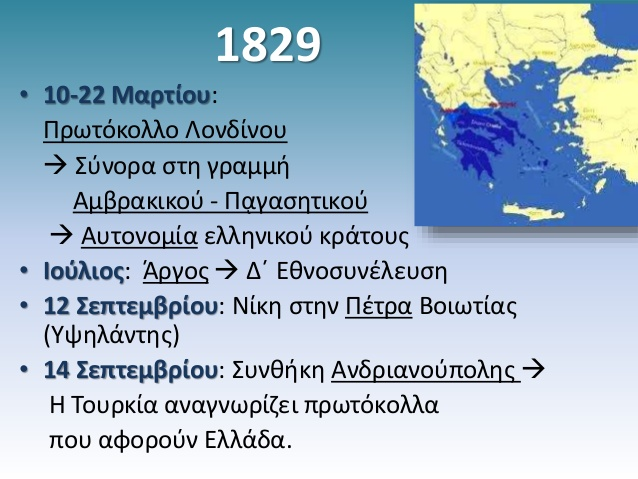 1829
• 10-22 Μαρτίου:
Πρωτόκολλο Λονδίνου
→ Σύνορα στη γραμμή
Αμβρακικού - Παγασητικού
→ Αυτονομία ελληνικού κράτους
• Ιούλιος: Άργος → Δ΄ Εθνοσυνέλευση
• 12 Σεπτεμβρίου: Νίκη στην Πέτρα Βοιωτίας
(Υψηλάντης)
• 14 Σεπτεμβρίου: Συνθήκη Ανδριανούπολης →
Η Τουρκία αναγνωρίζει πρωτόκολλα
που αφορούν Ελλάδα.